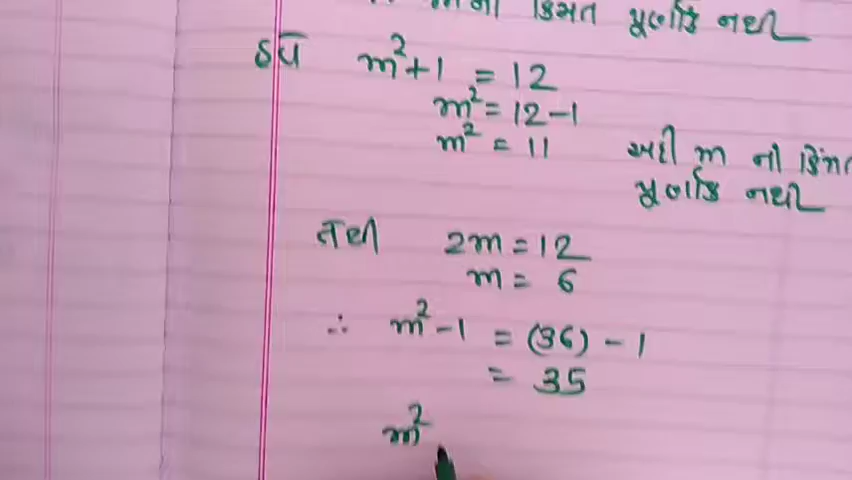 કિંમત પૂર્ણાંક નથી
હવે m²+1 = 12
m² = 12-1
m² = 11 અહી m ની કિંમત
પૂર્ણાંક નથી
તેથી 2m = 12
m = 6
∴ m²-1 = (36) - 1
= 35
m²